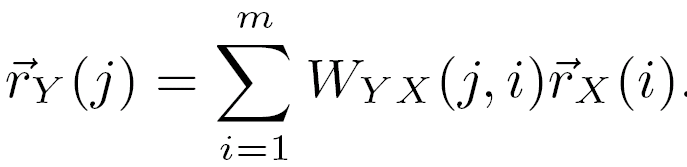 \vec{r}_Y(j) = \sum_{i=1}^{m} W_{YX}(j,i)\vec{r}_X(i).